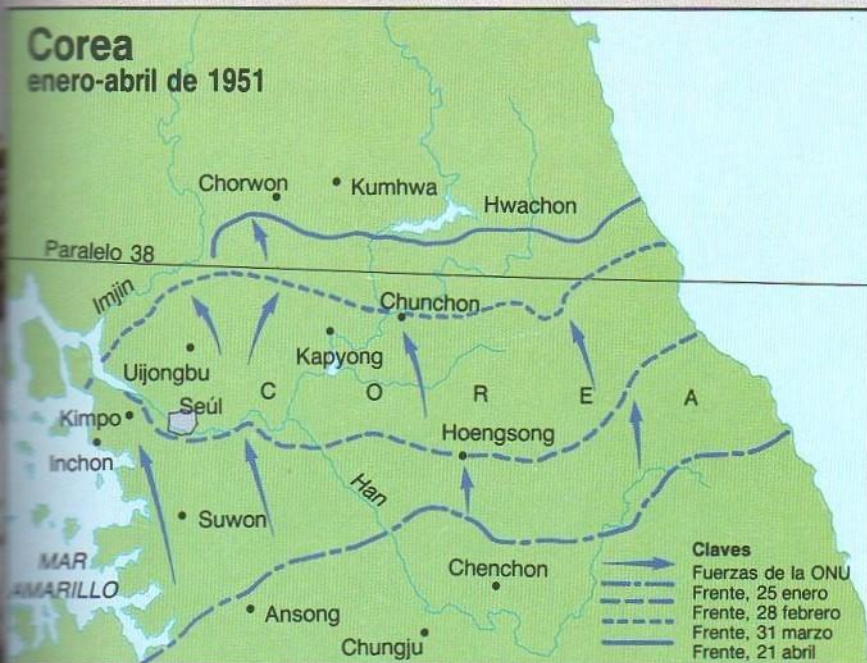 Corea
enero-abril de 1951
Chorwon
Kumhwa
Hwachon
Paralelo 38
Imjin
Chunchon
Kapyong
Uijongbu
C O R E A
Seúl
Kimpo
Hoengsong
Inchon
Han
Suwon
MAR
AMARILLO
Chenchon
Ansong
Chungju
Claves
Fuerzas de la ONU
Frente, 25 enero
Frente, 28 febrero
Frente, 31 marzo
Frente, 21 abril